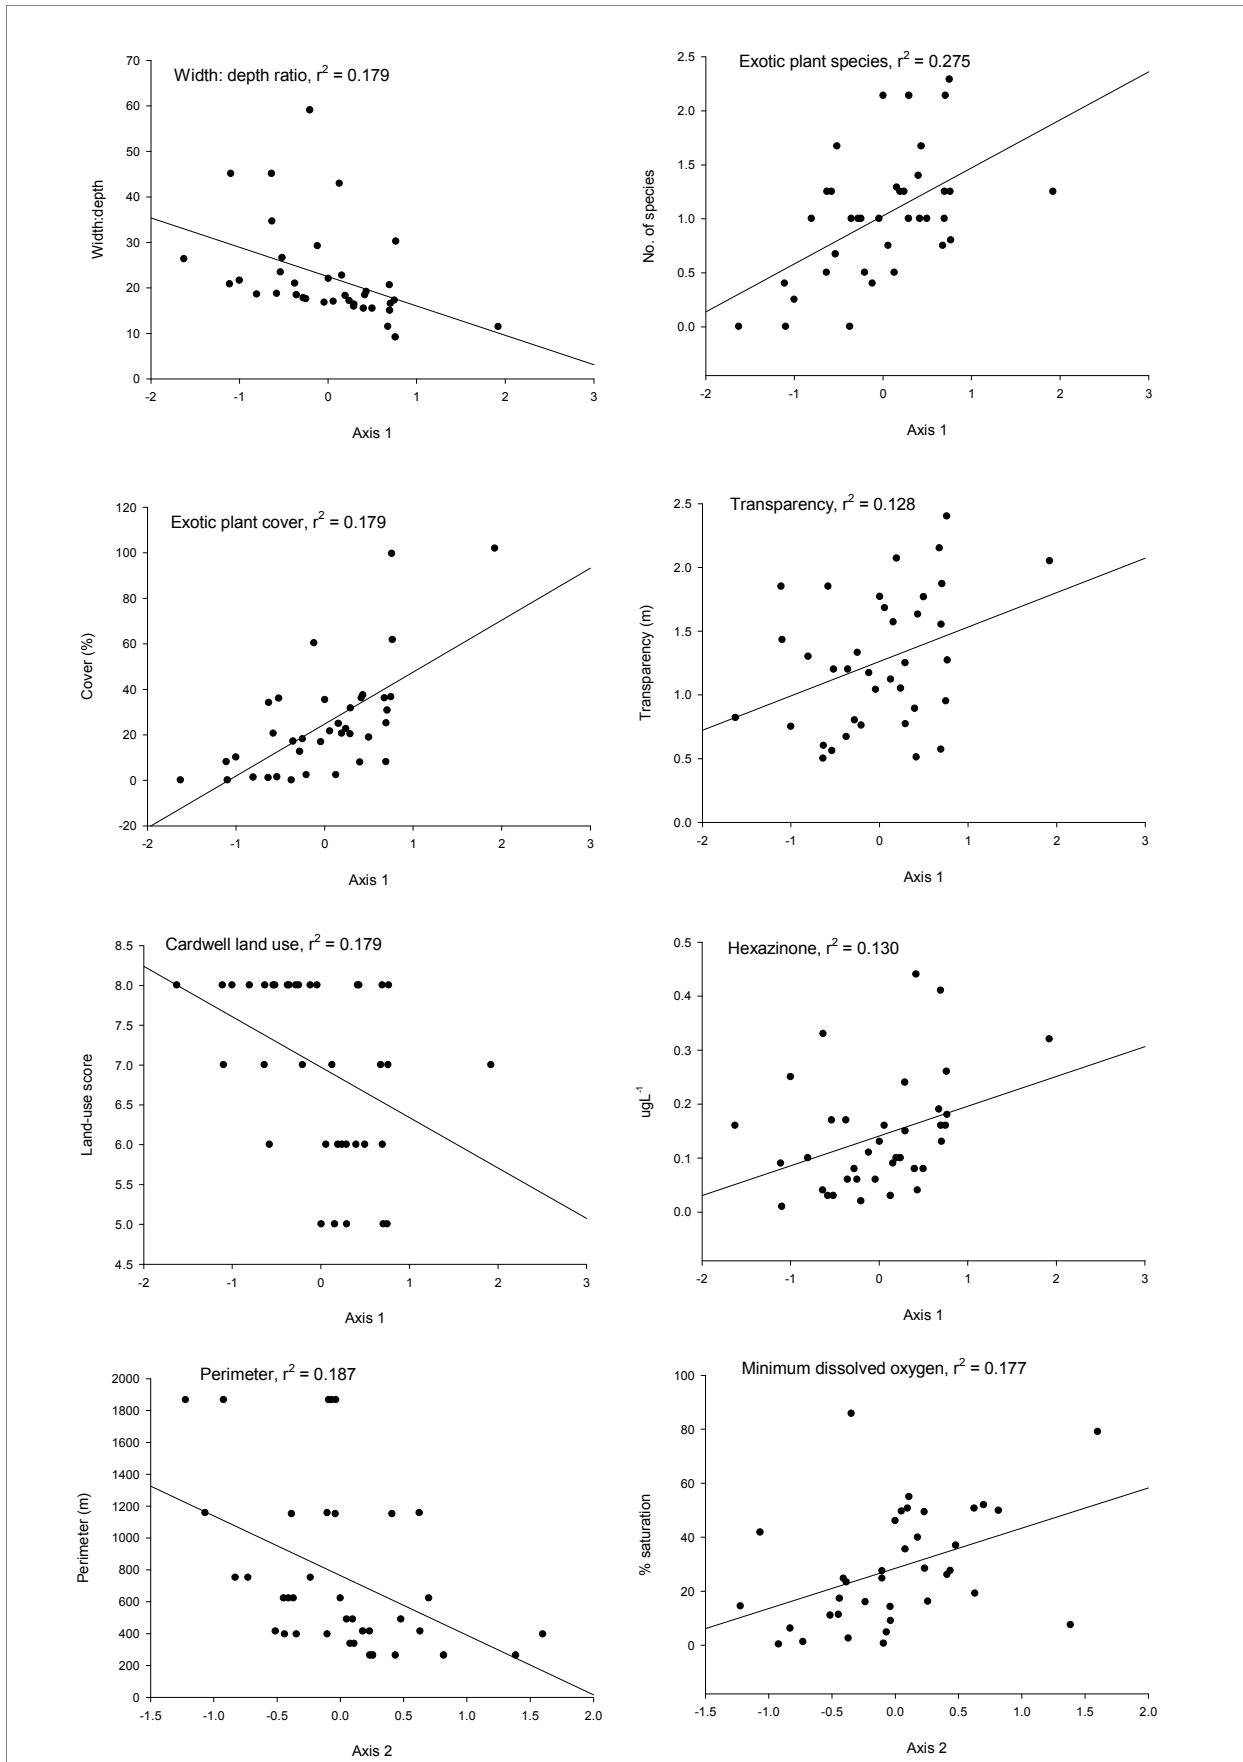 Width: depth ratio, r² = 0.179
70
60
50
40
30
20
10
0
Width:depth
-2 -1 0 1 2 3
Axis 1
Exotic plant species, r² = 0.275
2.5
2.0
1.5
1.0
0.5
0.0
No. of species
-2 -1 0 1 2 3
Axis 1
Exotic plant cover, r² = 0.179
120
100
80
60
40
20
0
-20
Cover (%)
-2 -1 0 1 2 3
Axis 1
Transparency, r² = 0.128
2.5
2.0
1.5
1.0
0.5
0.0
Transparency (m)
-2 -1 0 1 2 3
Axis 1
Cardwell land use, r² = 0.179
8.5
8.0
7.5
7.0
6.5
6.0
5.5
5.0
4.5
Land-use score
-2 -1 0 1 2 3
Axis 1
Hexazinone, r² = 0.130
0.5
0.4
0.3
0.2
0.1
0.0
ugL⁻¹
-2 -1 0 1 2 3
Axis 1
Perimeter, r² = 0.187
2000
1800
1600
1400
1200
1000
800
600
400
200
0
Perimeter (m)
-1.5 -1.0 -0.5 0.0 0.5 1.0 1.5 2.0
Axis 2
Minimum dissolved oxygen, r² = 0.177
100
80
60
40
20
0
% saturation
-1.5 -1.0 -0.5 0.0 0.5 1.0 1.5 2.0
Axis 2